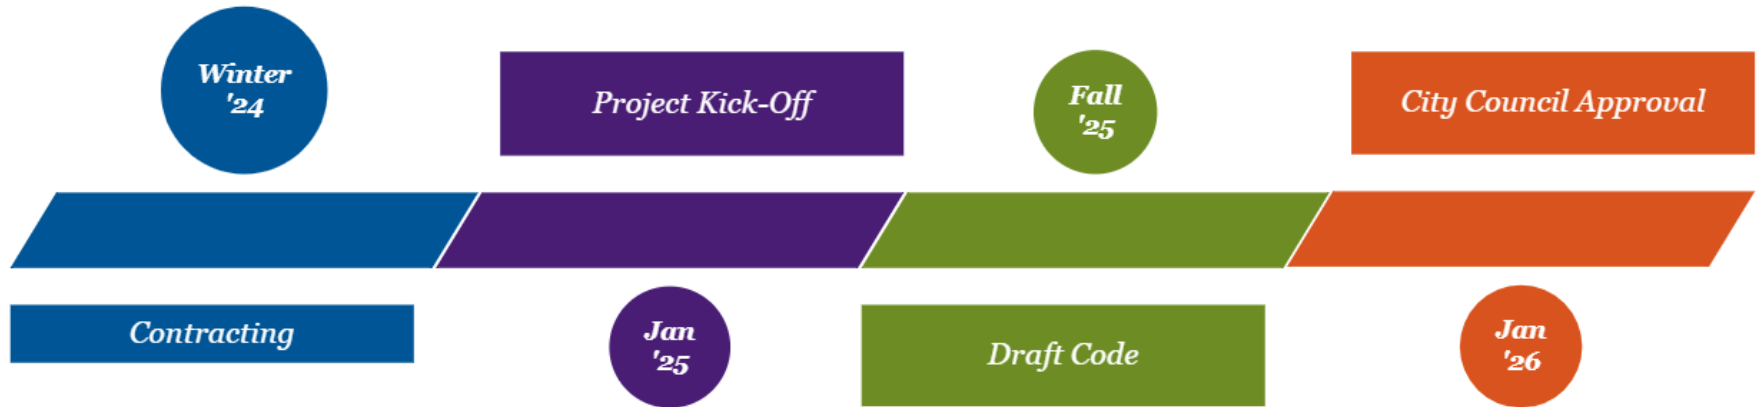 Winter
'24
Contracting
Project Kick-Off
Jan
'25
Fall
'25
Draft Code
City Council Approval
Jan
'26